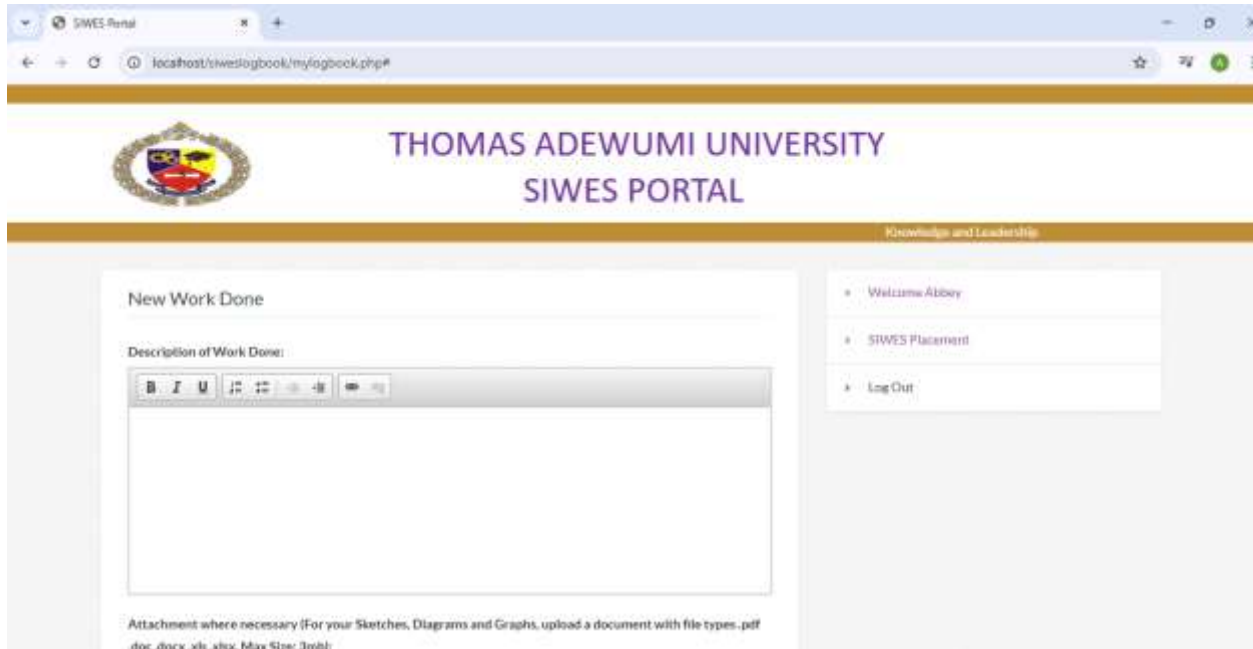 SIWES Portal
localhost/siweslogbook/mylogbook.php#
THOMAS ADEWUMI UNIVERSITY
SIWES PORTAL
Knowledge and Leadership
New Work Done
Description of Work Done:
B I U
Welcome Abbey
SIWES Placement
Log Out
Attachment where necessary (For your Sketches, Diagrams and Graphs, upload a document with file types .pdf
.doc .docx .xls .xlsx. Max Size: 3mb):